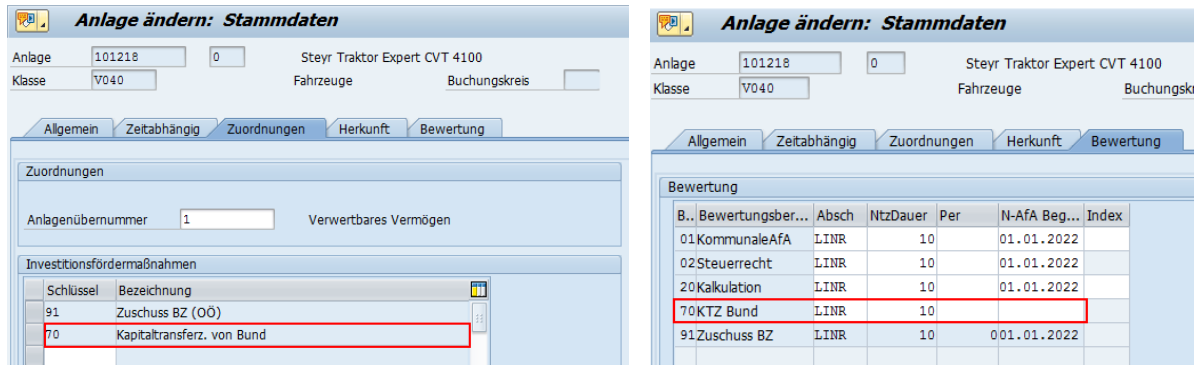 Anlage ändern: Stammdaten
Anlage 101218 0 Steyr Traktor Expert CVT 4100
Klasse V040 Fahrzeuge Buchungskreis
Allgemein Zeitabhängig Zuordnungen Herkunft Bewertung
Zuordnungen
Anlagenübernummer 1 Verwertbares Vermögen
Investitionsfördermaßnahmen
Schlüssel Bezeichnung
91 Zuschuss BZ (OÖ)
70 Kapitaltransferz. von Bund
Anlage ändern: Stammdaten
Anlage 101218 0 Steyr Traktor Expert CVT 4100
Klasse V040 Fahrzeuge Buchungskr
Allgemein Zeitabhängig Zuordnungen Herkunft Bewertung
Bewertung
B.. Bewertungsber... Absch NtzDauer Per N-AfA Beg... Index
01 KommunaleAfA LINR 10 01.01.2022
02 Steuerrecht LINR 10 01.01.2022
20 Kalkulation LINR 10 01.01.2022
70 KTZ Bund LINR 10
91 Zuschuss BZ LINR 10 0 01.01.2022